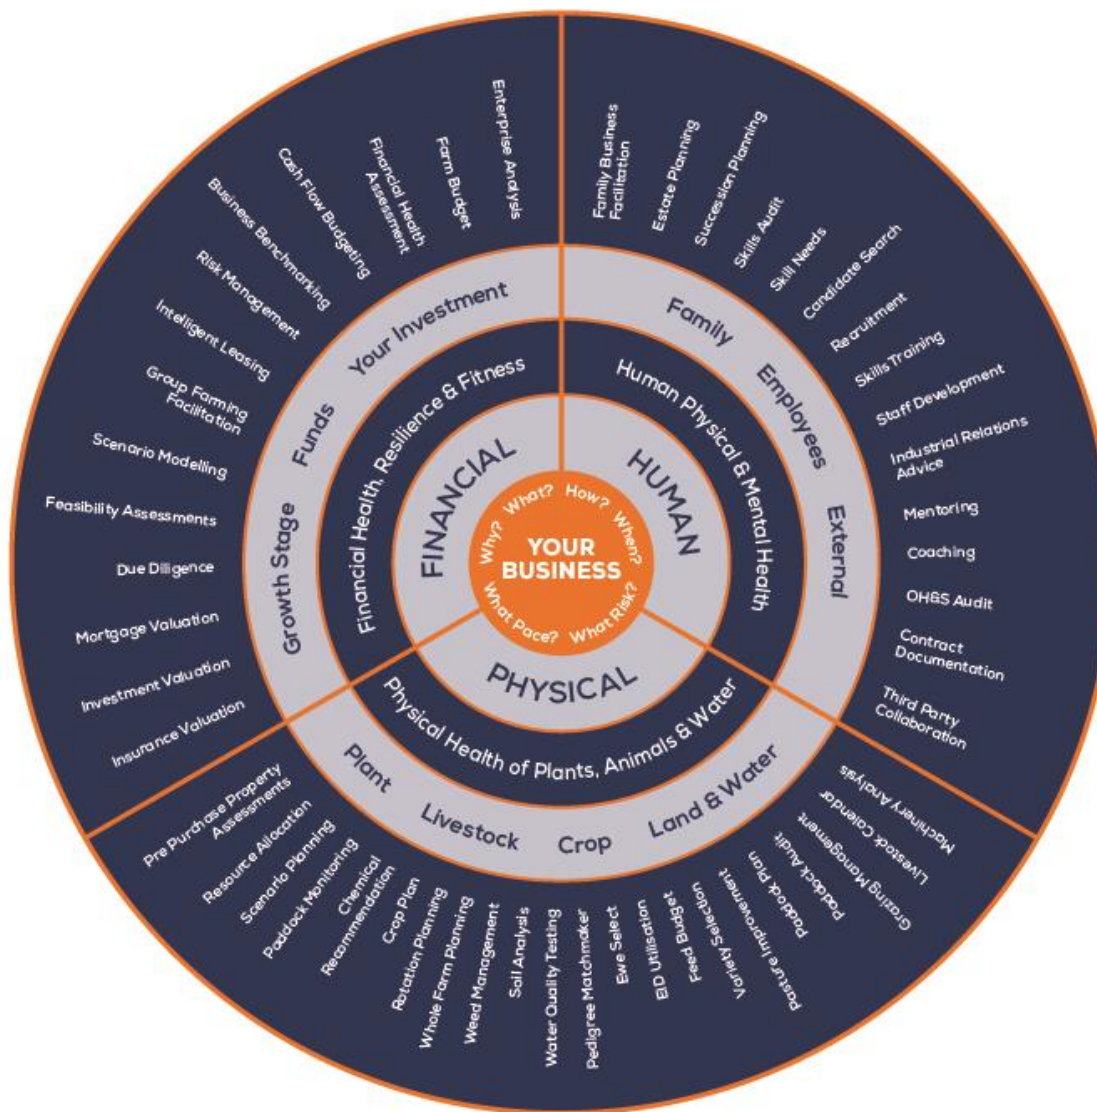 YOUR
BUSINESS
Why?
What?
How?
When?
What Risk?
What Pace?
FINANCIAL
HUMAN
PHYSICAL
Financial Health, Resilience & Fitness
Human Physical & Mental Health
Physical Health of Plants, Animals & Water
Growth Stage
Funds
Your Investment
Family
Employees
External
Plant
Livestock
Crop
Land & Water
Enterprise Analysis
Farm Budget
Financial Health
Assessment
Cash Flow Budgeting
Business Benchmarking
Risk Management
Intelligent Leasing
Group Farming
Facilitation
Scenario Modelling
Feasibility Assessments
Due Diligence
Mortgage Valuation
Investment Valuation
Insurance Valuation
Family Business
Facilitation
Estate Planning
Succession Planning
Skills Audit
Skill Needs
Candidate Search
Recruitment
Skills Training
Staff Development
Industrial Relations
Advice
Mentoring
Coaching
OH&S Audit
Contract
Documentation
Third Party
Collaboration
Pre Purchase Property
Assessments
Resource Allocation
Scenario Planning
Paddock Monitoring
Chemical
Recommendation
Crop Plan
Rotation Planning
Whole Farm Planning
Weed Management
Soil Analysis
Water Quality Testing
Pedigree Matchmaker
Ewe Select
EID Utilisation
Feed Budget
Variety Selection
Pasture Improvement
Paddock Plan
Paddock Audit
Grazing Management
Livestock Calendar
Machinery Analysis